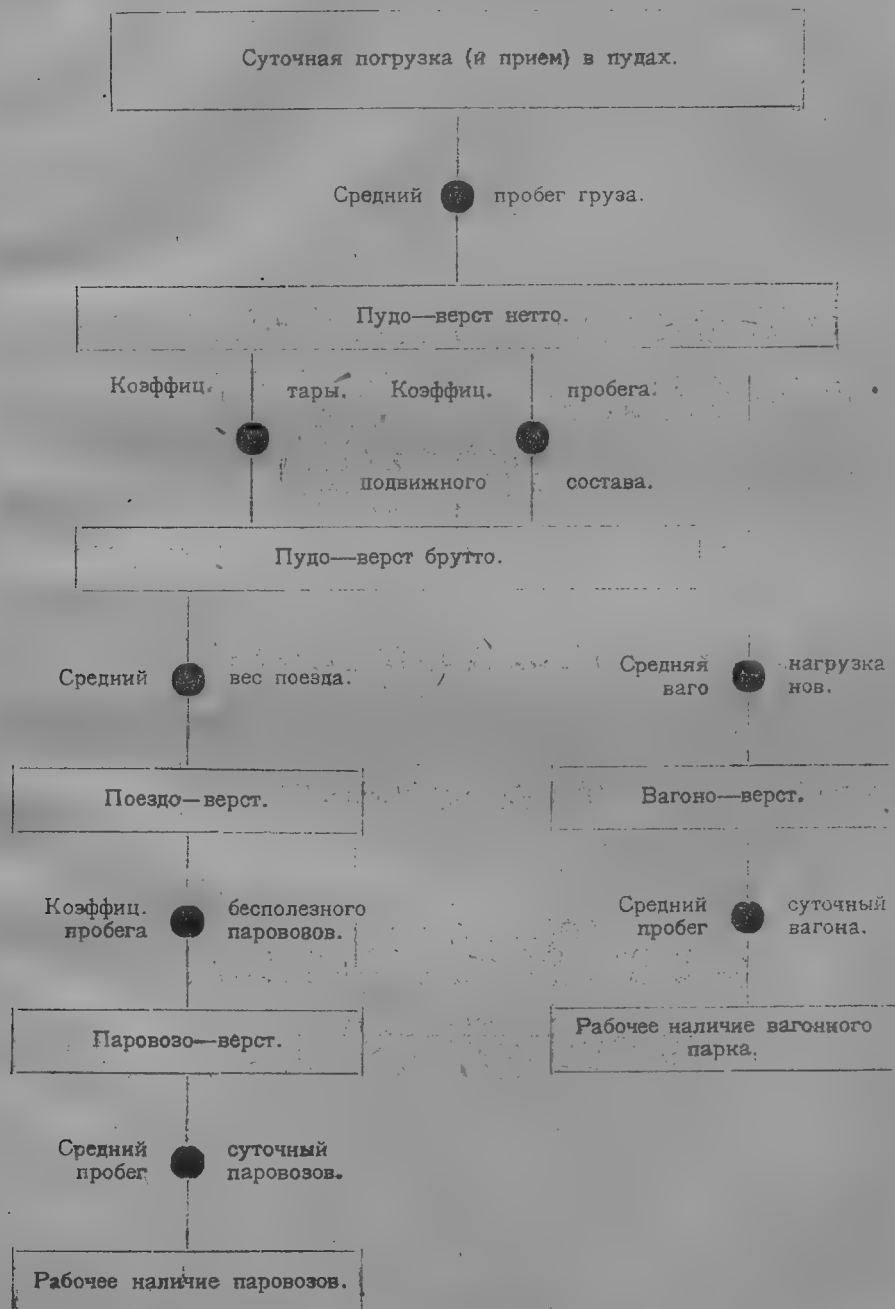 Суточная погрузка (и прием) в пудах.
Средний пробег груза.
Пудо—верст нетто.
Коэффиц. тары. Коэффиц. пробега.
подвижного состава.
Пудо—верст брутто.
Средний вес поезда.
Средняя нагрузка
ваго нов.
Поездо—верст.
Вагоно—верст.
Коэффиц. бесполезного
пробега парововов.
Средний суточный
пробег вагона.
Паровозо—верст.
Рабочее наличие вагонного
парка.
Средний суточный
пробег паровозов.
Рабочее наличие паровозов.